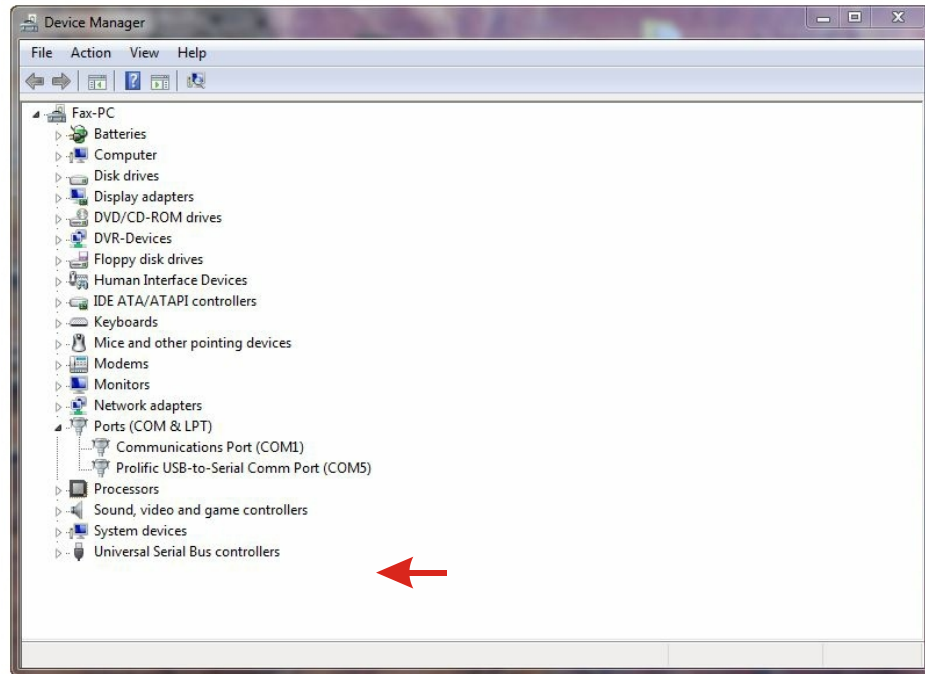 Device Manager
File Action View Help
Fax-PC
Batteries
Computer
Disk drives
Display adapters
DVD/CD-ROM drives
DVR-Devices
Floppy disk drives
Human Interface Devices
IDE ATA/ATAPI controllers
Keyboards
Mice and other pointing devices
Modems
Monitors
Network adapters
Ports (COM & LPT)
Communications Port (COM1)
Prolific USB-to-Serial Comm Port (COM5)
Processors
Sound, video and game controllers
System devices
Universal Serial Bus controllers